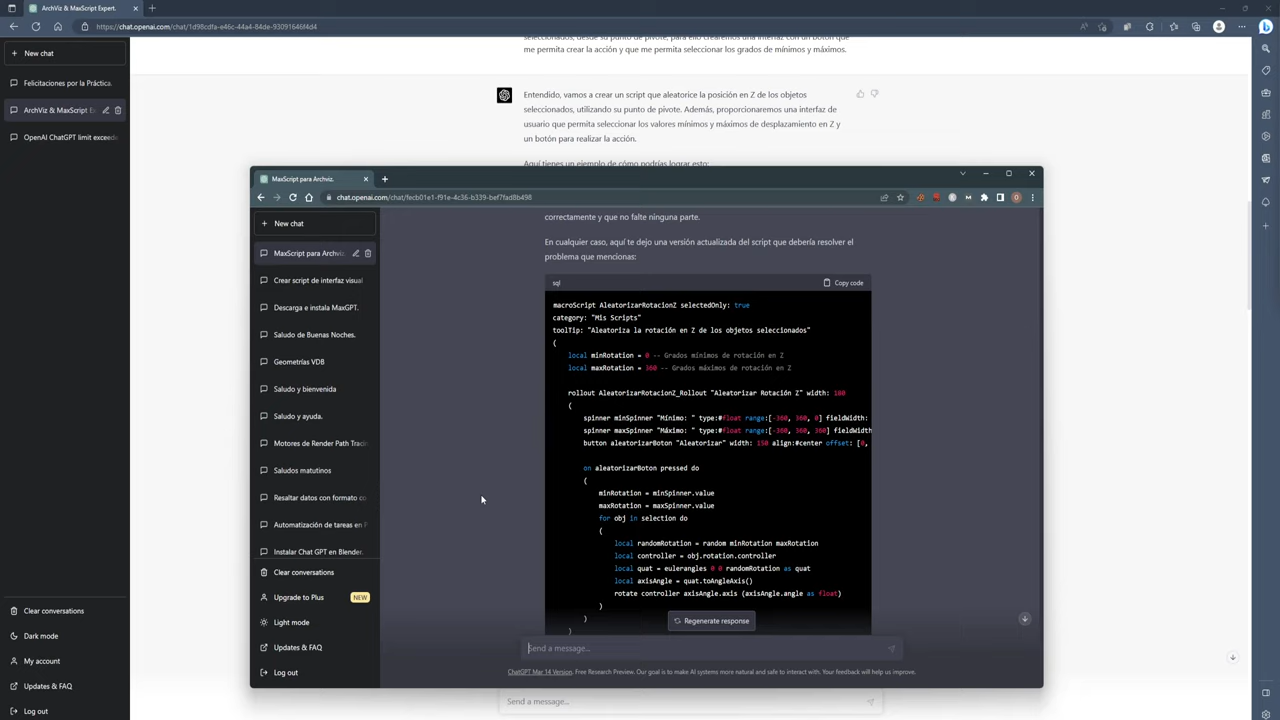 ArchViz & MaxScript Expert.
https://chat.openai.com/chat/1d98cdfa-e46c-44a4-84de-93091646f4d4
New chat
Felicitaciones por la Práctica.
ArchViz & MaxScript E
OpenAI ChatGPT limit exceede
Clear conversations
Dark mode
My account
Updates & FAQ
Log out
seleccionados, desde su punto de pivote, para ello crearemos una interfaz con un botón que
me permita crear la acción y que me permita seleccionar los grados de mínimos y máximos.
Entendido, vamos a crear un script que aleatorice la posición en Z de los objetos
seleccionados, utilizando su punto de pivote. Además, proporcionaremos una interfaz de
usuario que permita seleccionar los valores mínimos y máximos de desplazamiento en Z y
un botón para realizar la acción.
Aquí tienes un ejemplo de cómo podrías lograr esto:
MaxScript para Archviz.
chat.openai.com/chat/fecb01e1-f91e-4c36-b339-bef7fad8b498
New chat
MaxScript para Archviz.
Crear script de interfaz visual
Descarga e instala MaxGPT.
Saludo de Buenas Noches.
Geometrías VDB
Saludo y bienvenida
Saludo y ayuda.
Motores de Render Path Traci
Saludos matutinos
Resaltar datos con formato co
Automatización de tareas en P
Instalar Chat GPT en Blender.
Clear conversations
Upgrade to Plus NEW
Light mode
Updates & FAQ
Log out
correctamente y que no falte ninguna parte.
En cualquier caso, aquí te dejo una versión actualizada del script que debería resolver el
problema que mencionas:
sql Copy code
macroScript AleatorizarRotacionZ selectedOnly: true
category: "Mis Scripts"
toolTip: "Aleatoriza la rotación en Z de los objetos seleccionados"
(
local minRotation = 0 -- Grados mínimos de rotación en Z
local maxRotation = 360 -- Grados máximos de rotación en Z
rollout AleatorizarRotacionZ_Rollout "Aleatorizar Rotación Z" width: 180
(
spinner minSpinner "Mínimo: " type:#float range:[-360, 360, 0] fieldWidth:
spinner maxSpinner "Máximo: " type:#float range:[-360, 360, 360] fieldWidt
button aleatorizarBoton "Aleatorizar" width: 150 align:#center offset: [0,
on aleatorizarBoton pressed do
(
minRotation = minSpinner.value
maxRotation = maxSpinner.value
for obj in selection do
(
local randomRotation = random minRotation maxRotation
local controller = obj.rotation.controller
local quat = eulerangles 0 0 randomRotation as quat
local axisAngle = quat.toAngleAxis()
rotate controller axisAngle.axis (axisAngle.angle as float)
)
)
)
Regenerate response
Send a message...
ChatGPT Mar 14 Version. Free Research Preview. Our goal is to make AI systems more natural and safe to interact with. Your feedback will help us improve.
Send a message...